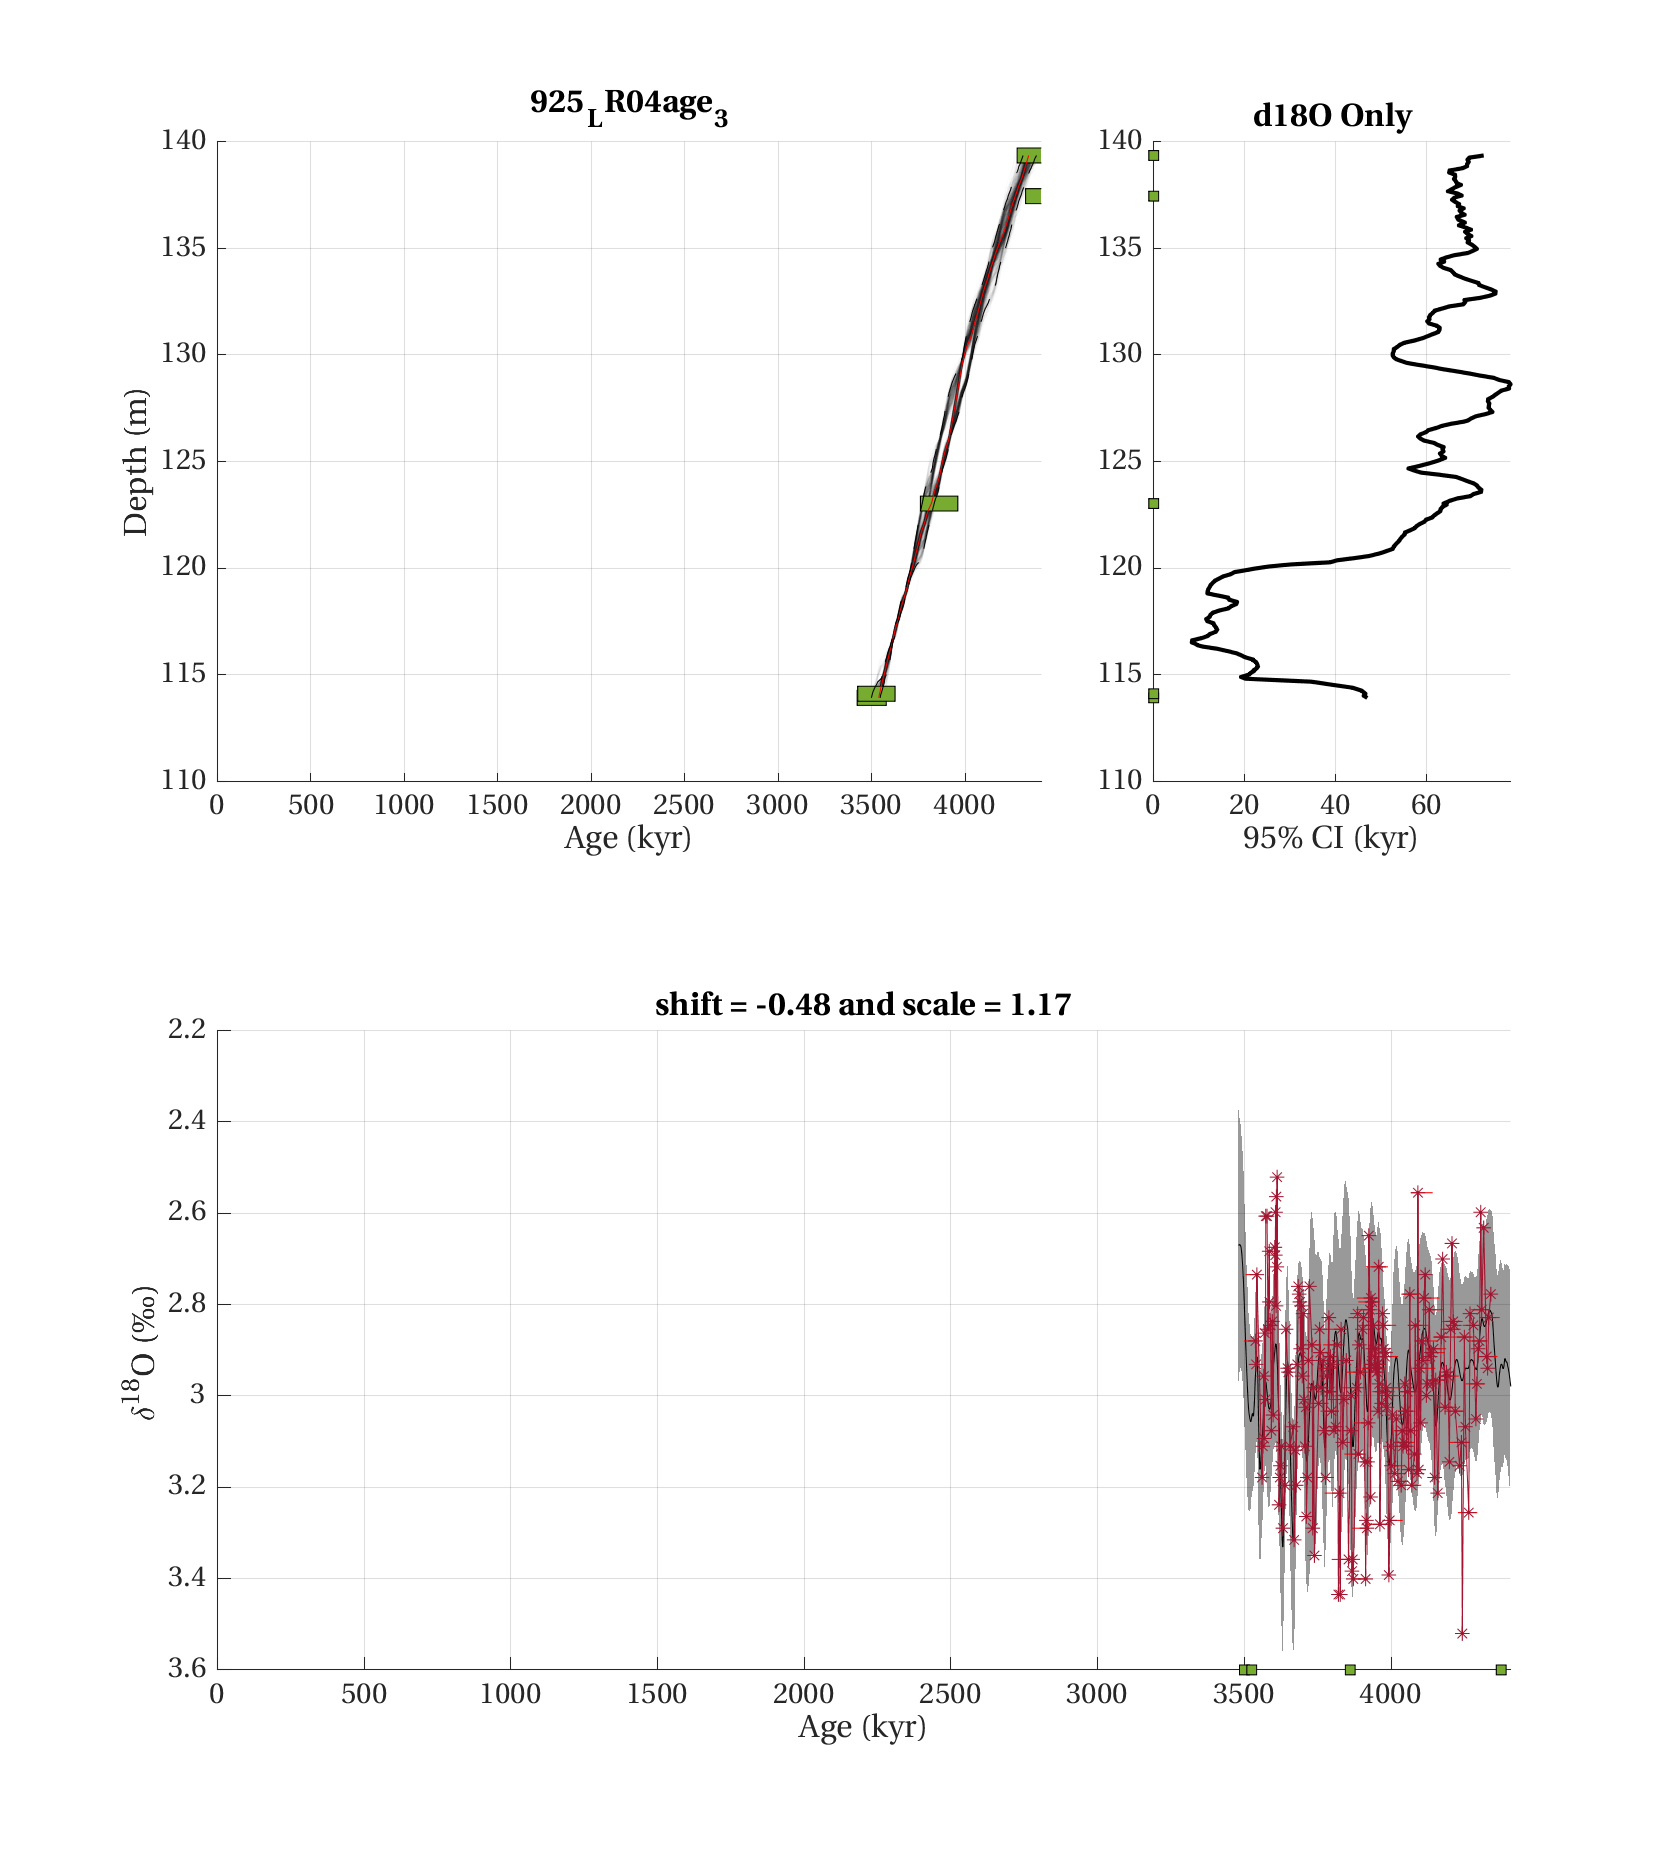 925_LR04age_3
140
135
130
125
120
115
110
Depth (m)
0 500 1000 1500 2000 2500 3000 3500 4000
Age (kyr)
d18O Only
140
135
130
125
120
115
110
0 20 40 60
95% CI (kyr)
shift = -0.48 and scale = 1.17
2.2
2.4
2.6
2.8
3
3.2
3.4
3.6
δ¹⁸O (‰)
0 500 1000 1500 2000 2500 3000 3500 4000
Age (kyr)